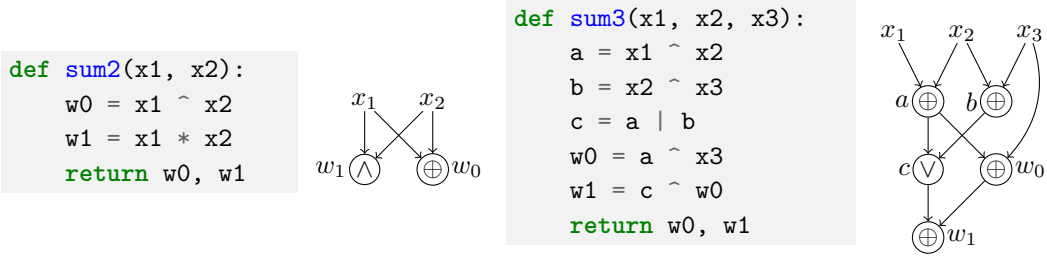 def sum2(x1, x2):
    w0 = x1 ^ x2
    w1 = x1 * x2
    return w0, w1
x₁ x₂
w₁ ∧ ⊕ w₀
def sum3(x1, x2, x3):
    a = x1 ^ x2
    b = x2 ^ x3
    c = a | b
    w0 = a ^ x3
    w1 = c ^ w0
    return w0, w1
x₁ x₂ x₃
a ⊕ b ⊕
c ∨ ⊕ w₀
⊕ w₁